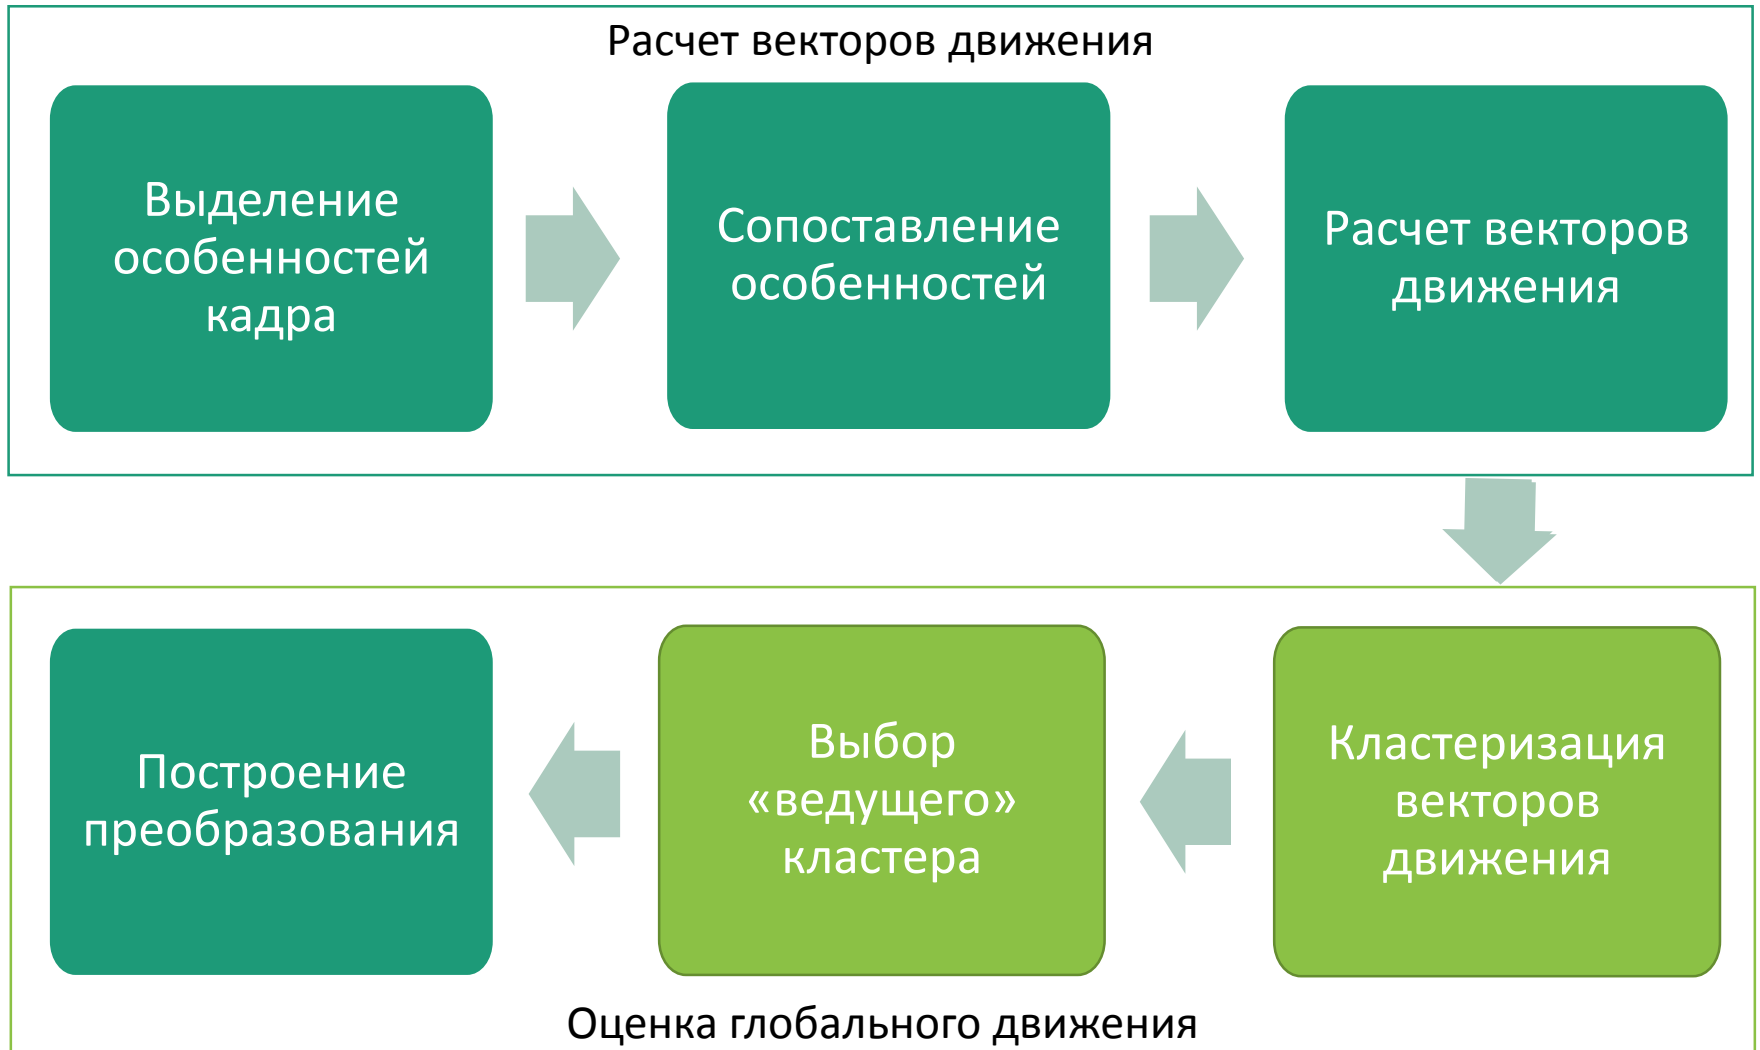 Расчет векторов движения
Выделение
особенностей
кадра
Сопоставление
особенностей
Расчет векторов
движения
Построение
преобразования
Выбор
«ведущего»
кластера
Кластеризация
векторов
движения
Оценка глобального движения